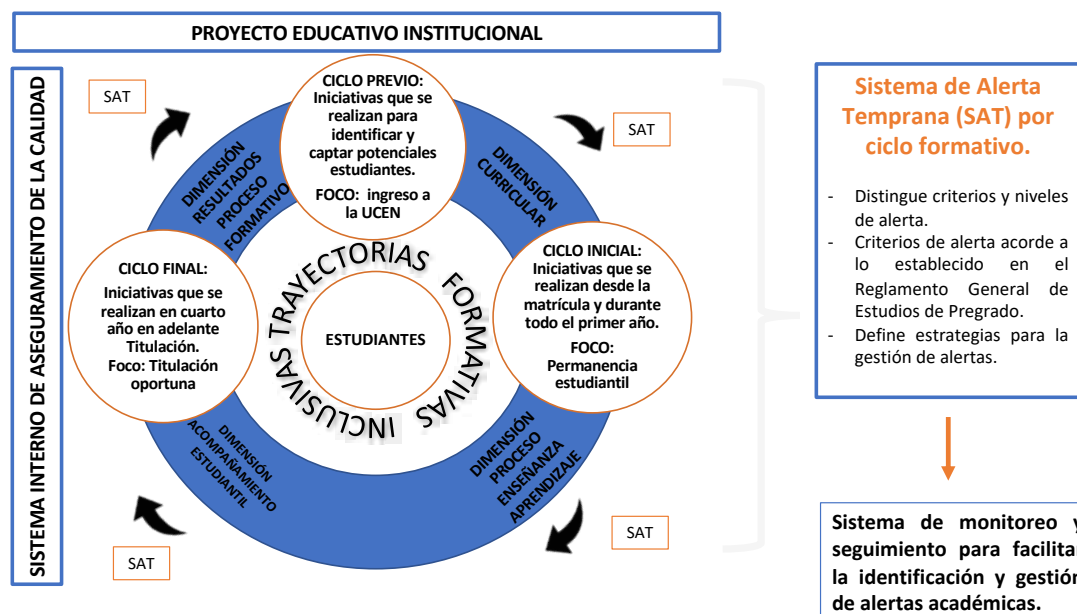 PROYECTO EDUCATIVO INSTITUCIONAL
SISTEMA INTERNO DE ASEGURAMIENTO DE LA CALIDAD
SAT
CICLO PREVIO:
Iniciativas que se
realizan para
identificar y
captar potenciales
estudiantes.
FOCO: ingreso a
la UCEN
SAT
DIMENSIÓN
RESULTADOS
PROCESO
FORMATIVO
DIMENSIÓN
CURRICULAR
CICLO FINAL:
Iniciativas que se
realizan en cuarto
año en adelante
Titulación.
Foco: Titulación
oportuna
TRAYECTORIAS FORMATIVAS INCLUSIVAS
ESTUDIANTES
CICLO INICIAL:
Iniciativas que se
realizan desde la
matrícula y durante
todo el primer año.
FOCO:
Permanencia
estudiantil
DIMENSIÓN
ACOMPAÑAMIENTO
ESTUDIANTIL
DIMENSIÓN
PROCESO
ENSEÑANZA
APRENDIZAJE
SAT
SAT
Sistema de Alerta
Temprana (SAT) por
ciclo formativo.
- Distingue criterios y niveles
de alerta.
- Criterios de alerta acorde a
lo establecido en el
Reglamento General de
Estudios de Pregrado.
- Define estrategias para la
gestión de alertas.
Sistema de monitoreo y
seguimiento para facilitar
la identificación y gestión
de alertas académicas.